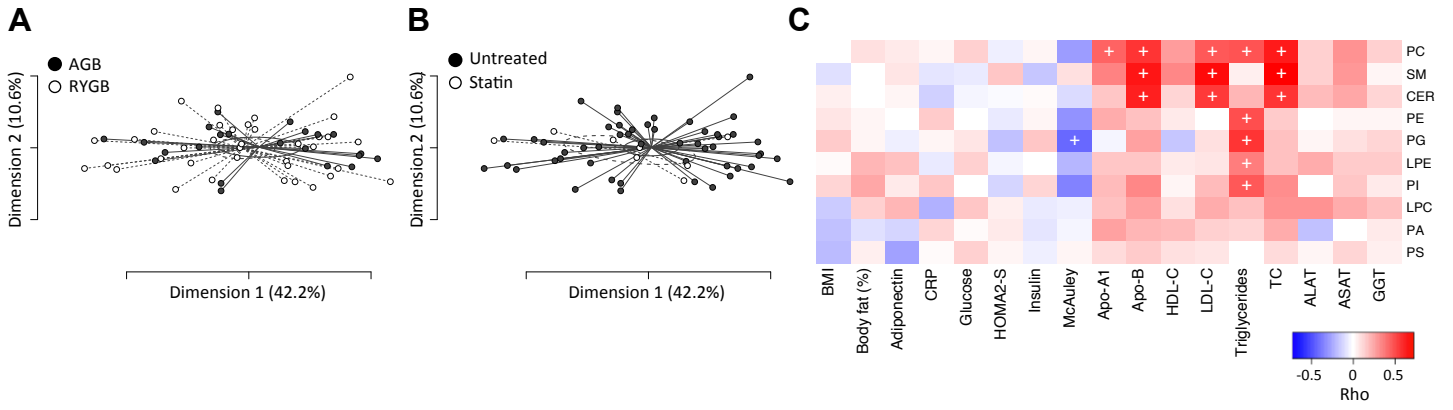 A
AGB
RYGB
Dimension 2 (10.6%)
Dimension 1 (42.2%)
B
Untreated
Statin
Dimension 2 (10.6%)
Dimension 1 (42.2%)
C
+ + + + +
PC
+ + +
SM
+ + +
CER
+
PE
+ +
PG
+
LPE
+
PI
LPC
PA
PS
BMI
Body fat (%)
Adiponectin
CRP
Glucose
HOMA2-S
Insulin
McAuley
Apo-A1
Apo-B
HDL-C
LDL-C
Triglycerides
TC
ALAT
ASAT
GGT
-0.5 0 0.5
Rho